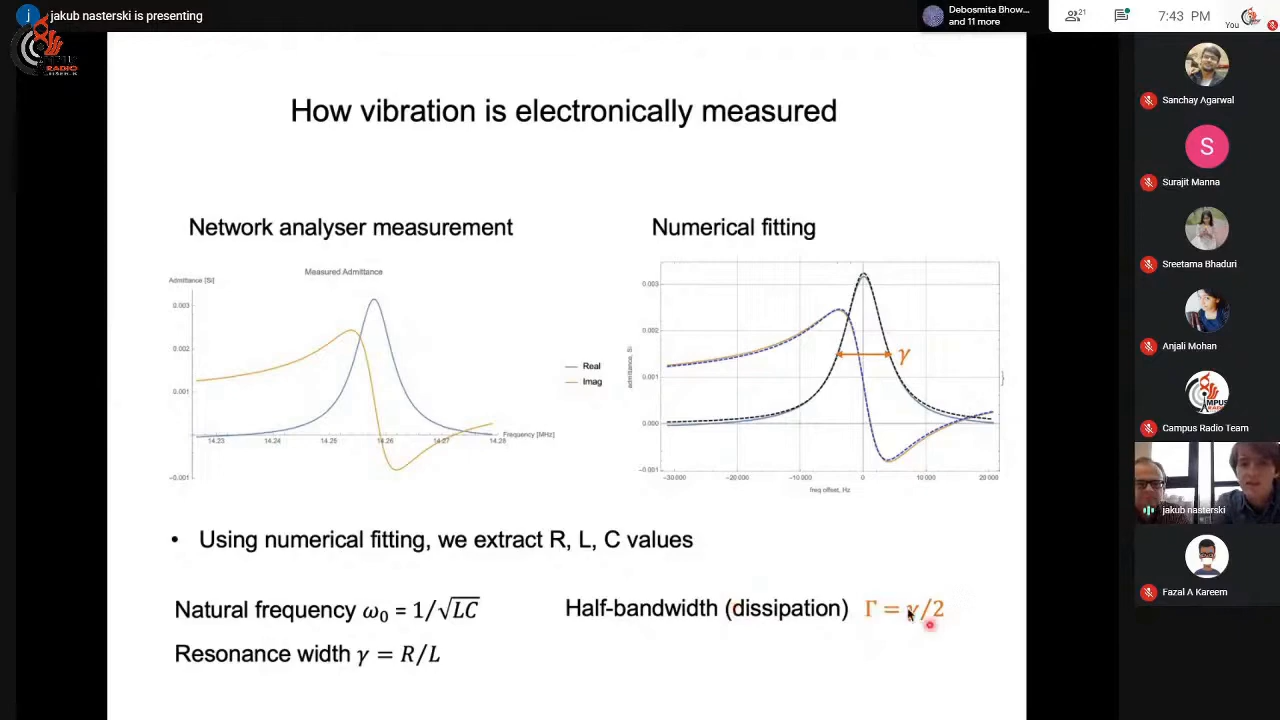 jakub nasterski is presenting
Debosmita Bhow...
and 11 more
21
7:43 PM
You
RADIO
How vibration is electronically measured
Network analyser measurement
Numerical fitting
Measured Admittance
Admittance [Si]
0.003
0.002
0.001
-0.001
14.23
14.24
14.25
14.26
14.27
14.28
Frequency [MHz]
Real
Imag
0.003
0.002
0.001
0.000
-0.001
admittance, Si
γ
-30 000
-20 000
-10 000
0
10 000
20 000
freq offset, Hz
• Using numerical fitting, we extract R, L, C values
Natural frequency ω₀ = 1/√LC
Half-bandwidth (dissipation) Γ = γ/2
Resonance width γ = R/L
Sanchay Agarwal
S
Surajit Manna
Sreetama Bhaduri
Anjali Mohan
AMPUS
Campus Radio Team
jakub nasterski
Fazal A Kareem